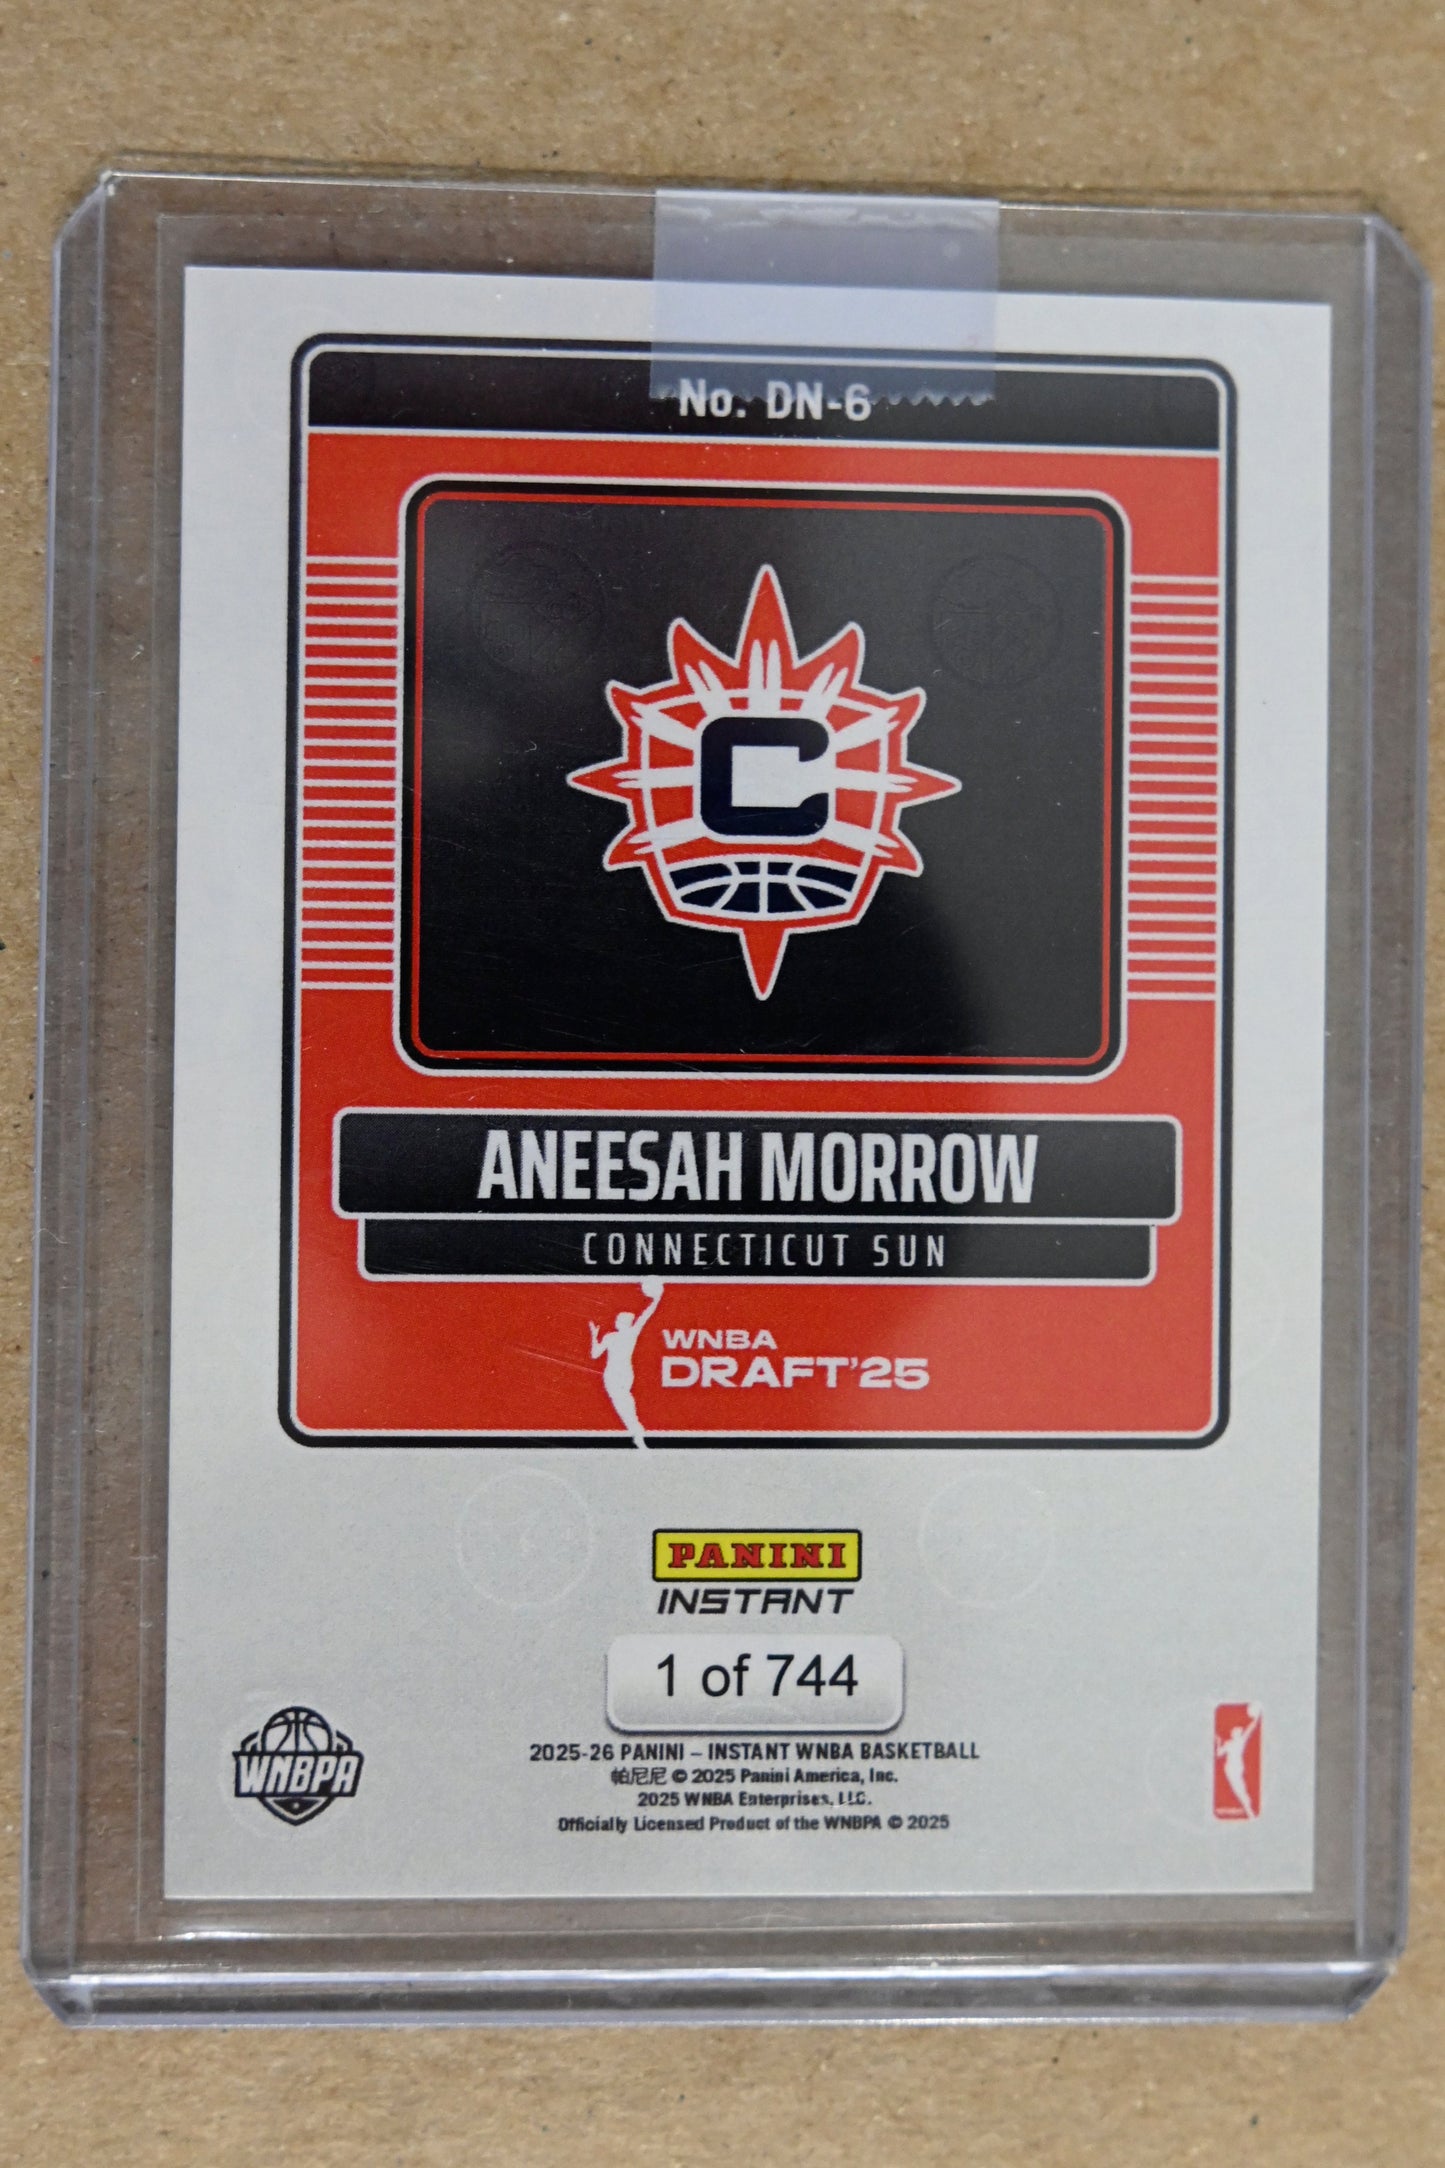 No. DN-6
C
ANEESAH MORROW
CONNECTICUT SUN
WNBA
DRAFT'25
PANINI
INSTANT
1 of 744
WNBPA
2025-26 PANINI – INSTANT WNBA BASKETBALL
帕尼尼 © 2025 Panini America, Inc.
2025 WNBA Enterprises, LLC.
Officially Licensed Product of the WNBPA © 2025